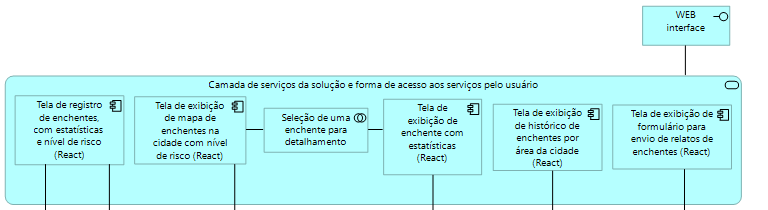 WEB
interface
Camada de serviços da solução e forma de acesso aos serviços pelo usuário
Tela de registro
de enchentes,
com estatísticas
e nível de risco
(React)
Tela de exibição
de mapa de
enchentes na
cidade com nível
de risco (React)
Seleção de uma
enchente para
detalhamento
Tela de
exibição de
enchente com
estatísticas
(React)
Tela de exibição
de histórico de
enchentes por
área da cidade
(React)
Tela de exibição de
formulário para
envio de relatos de
enchentes (React)